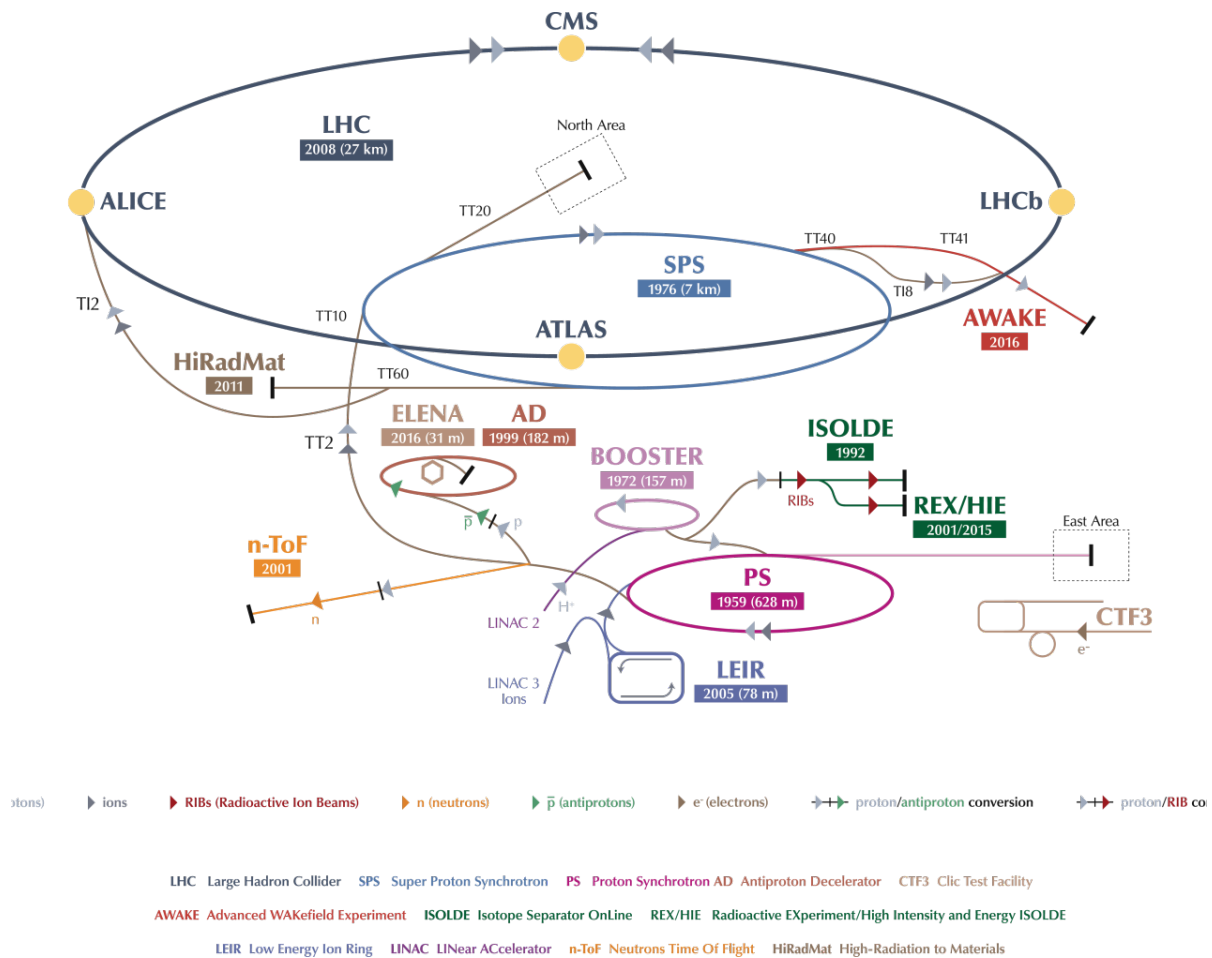 CMS
LHC
2008 (27 km)
North Area
ALICE
LHCb
TT20
TT40
TT41
SPS
1976 (7 km)
TI2
TI8
TT10
ATLAS
AWAKE
2016
HiRadMat
2011
TT60
ELENA
2016 (31 m)
AD
1999 (182 m)
ISOLDE
1992
TT2
BOOSTER
1972 (157 m)
RIBs
REX/HIE
2001/2015
p̅
p
East Area
n-ToF
2001
PS
1959 (628 m)
H⁺
n
LINAC 2
CTF3
e⁻
LEIR
2005 (78 m)
LINAC 3
Ions
ions
RIBs (Radioactive Ion Beams)
n (neutrons)
p̅ (antiprotons)
e⁻ (electrons)
proton/antiproton conversion
proton/RIB
LHC Large Hadron Collider SPS Super Proton Synchrotron PS Proton Synchrotron AD Antiproton Decelerator CTF3 Clic Test Facility
AWAKE Advanced WAKefield Experiment ISOLDE Isotope Separator OnLine REX/HIE Radioactive EXperiment/High Intensity and Energy ISOLDE
LEIR Low Energy Ion Ring LINAC LINear ACcelerator n-ToF Neutrons Time Of Flight HiRadMat High-Radiation to Materials